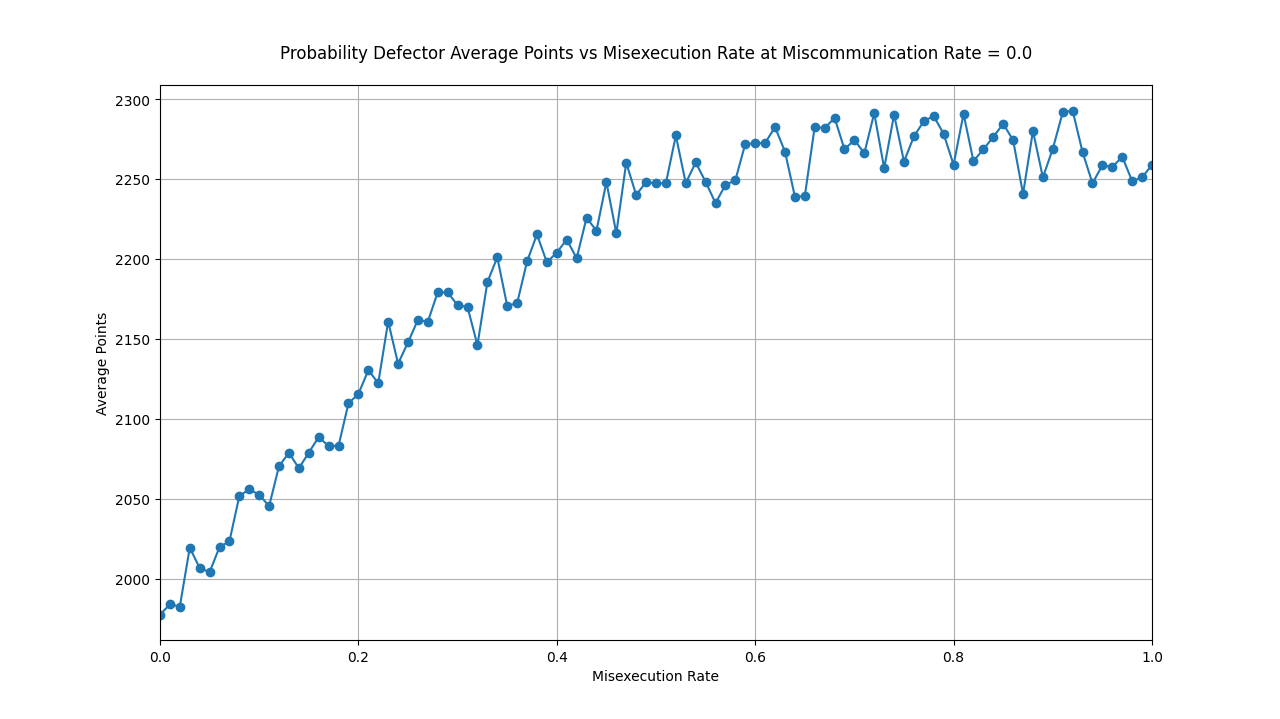 Probability Defector Average Points vs Misexecution Rate at Miscommunication Rate = 0.0
2300
2250
2200
2150
2100
2050
2000
Average Points
0.0 0.2 0.4 0.6 0.8 1.0
Misexecution Rate